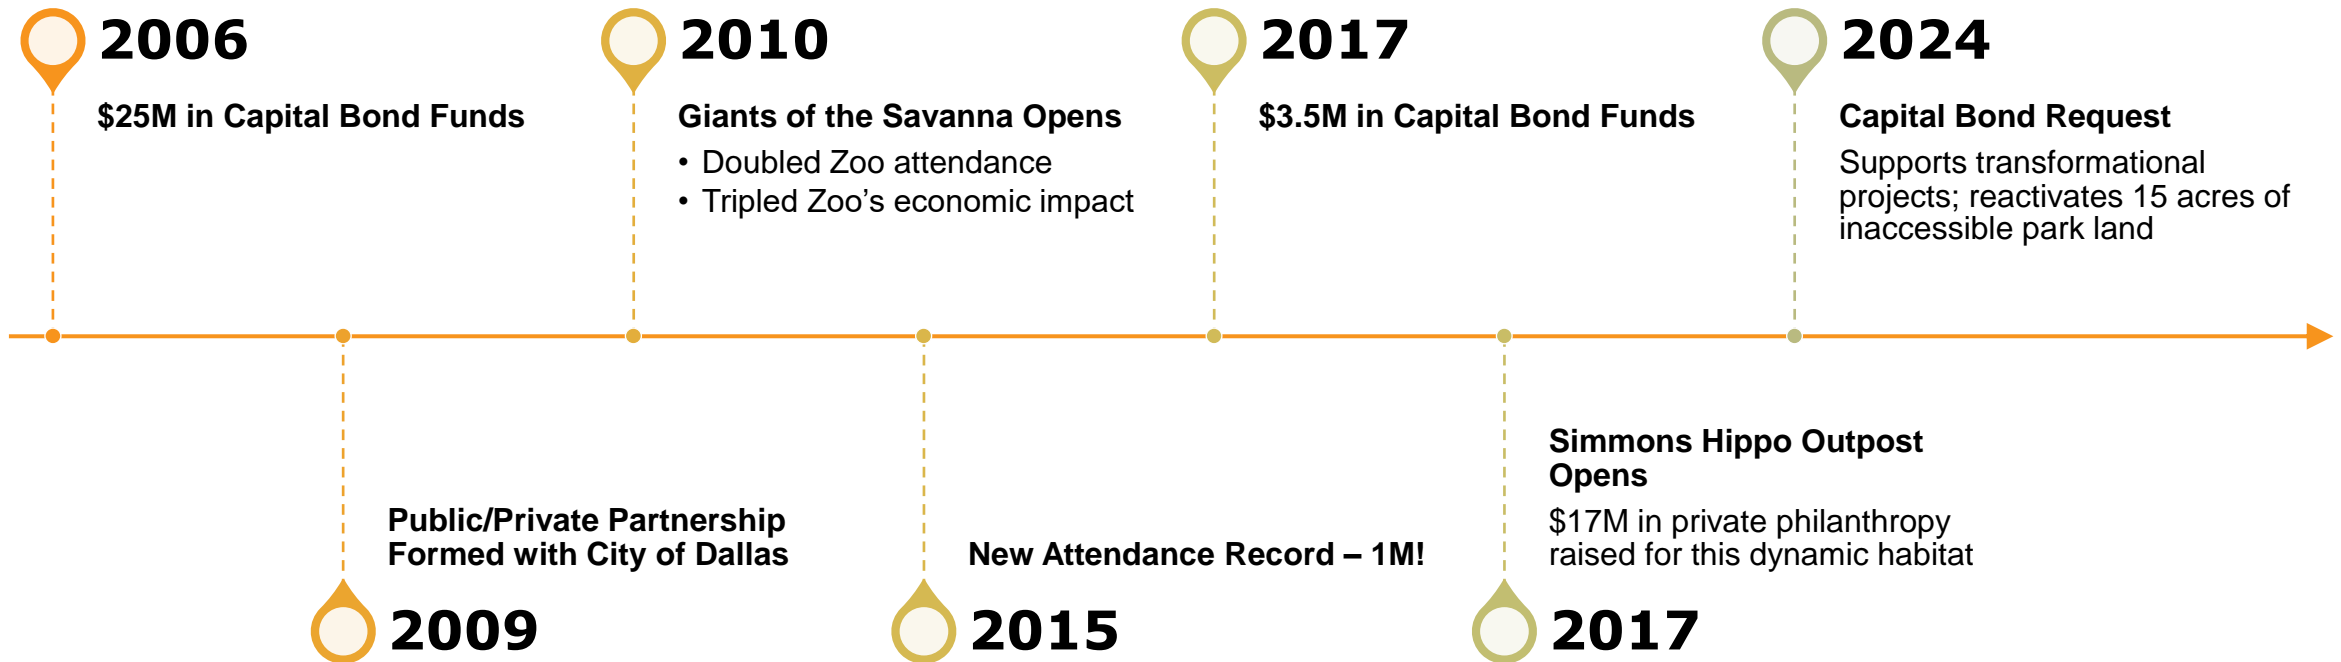 2006
$25M in Capital Bond Funds
2010
Giants of the Savanna Opens
• Doubled Zoo attendance
• Tripled Zoo’s economic impact
2017
$3.5M in Capital Bond Funds
2024
Capital Bond Request
Supports transformational
projects; reactivates 15 acres of
inaccessible park land
Public/Private Partnership
Formed with City of Dallas
2009
New Attendance Record – 1M!
2015
Simmons Hippo Outpost
Opens
$17M in private philanthropy
raised for this dynamic habitat
2017